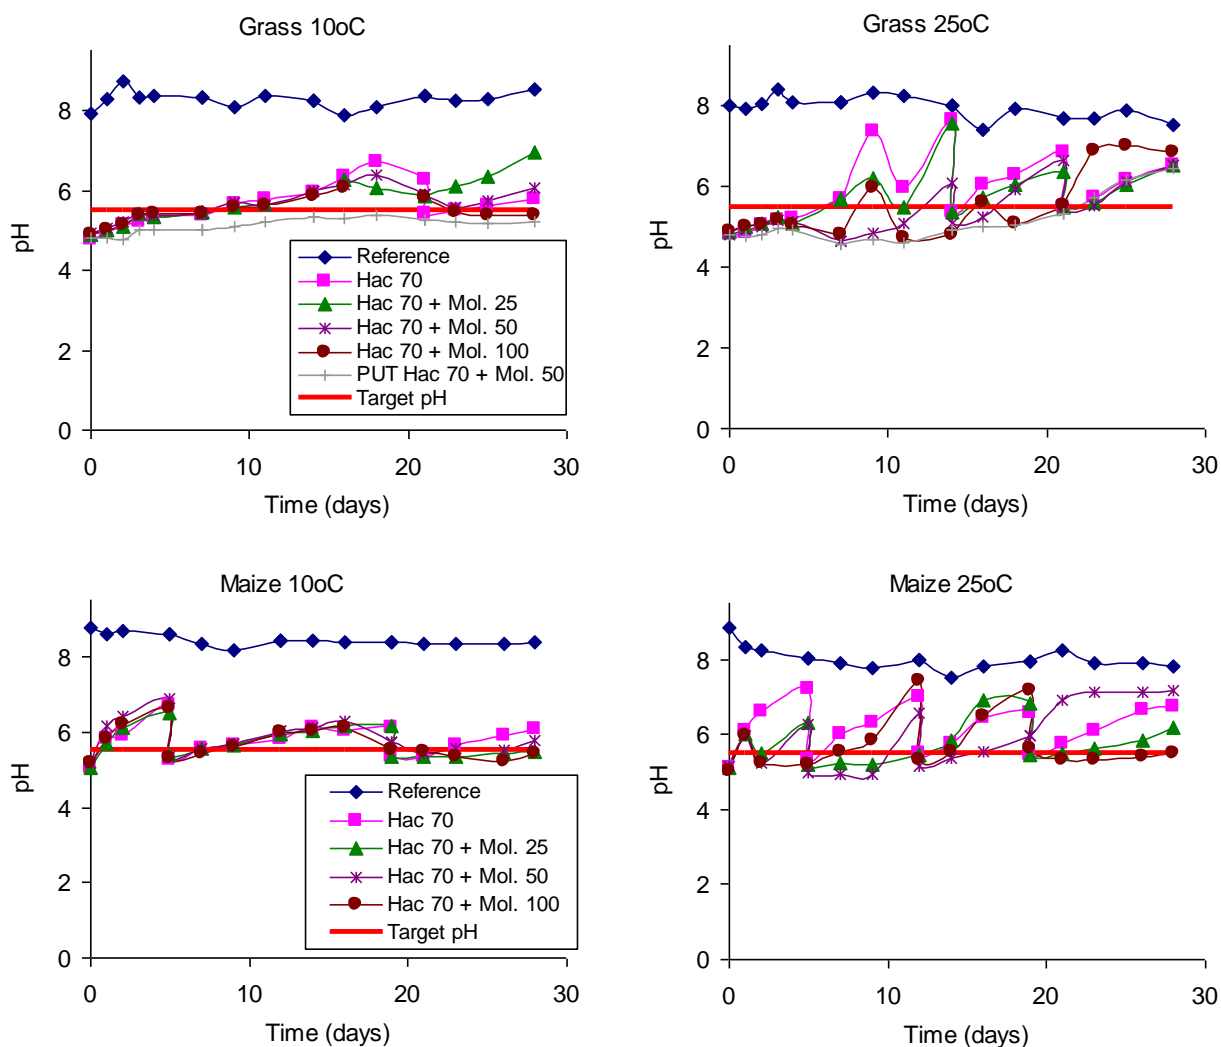 Grass 10oC
8
6
4
2
0
pH
Reference
Hac 70
Hac 70 + Mol. 25
Hac 70 + Mol. 50
Hac 70 + Mol. 100
PUT Hac 70 + Mol. 50
Target pH
0 10 20 30
Time (days)
Grass 25oC
8
6
4
2
0
pH
0 10 20 30
Time (days)
Maize 10oC
8
6
4
2
0
pH
Reference
Hac 70
Hac 70 + Mol. 25
Hac 70 + Mol. 50
Hac 70 + Mol. 100
Target pH
0 10 20 30
Time (days)
Maize 25oC
8
6
4
2
0
pH
0 10 20 30
Time (days)